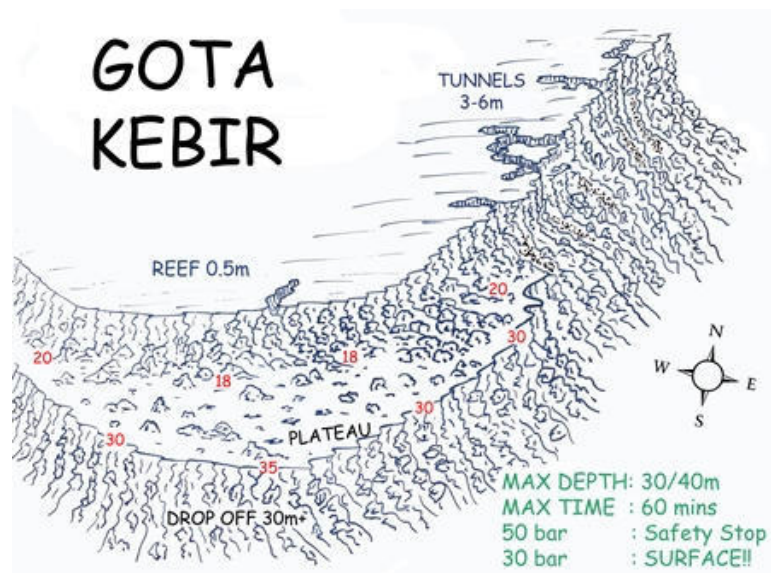 GOTA
KEBIR
TUNNELS
3-6m
REEF 0.5m
20
30
20
18
18
30
30
PLATEAU
35
DROP OFF 30m+
N
W
E
S
MAX DEPTH: 30/40m
MAX TIME : 60 mins
50 bar : Safety Stop
30 bar : SURFACE!!